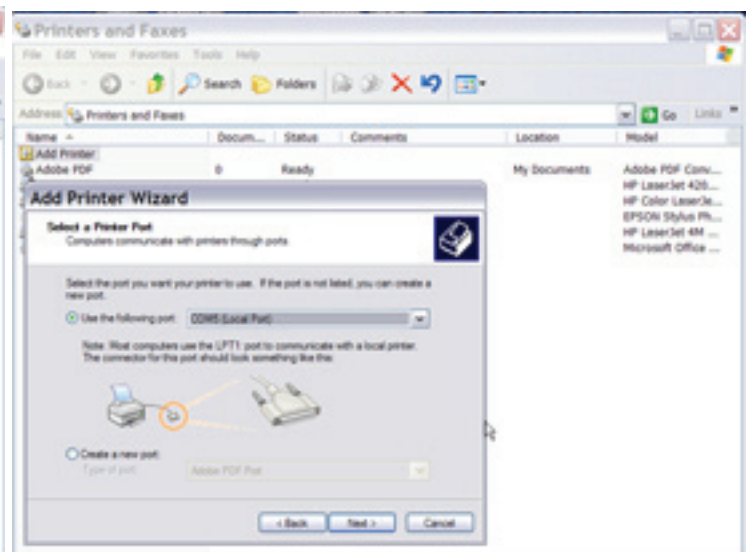 Printers and Faxes
File Edit View Favorites Tools Help
Back Search Folders
Address Printers and Faxes Go Links
Name Docum... Status Comments Location Model
Add Printer
Adobe PDF 0 Ready My Documents Adobe PDF Conv...
HP LaserJet 420...
HP Color LaserJe...
EPSON Stylus Ph...
HP LaserJet 4M ...
Microsoft Office ...
Add Printer Wizard
Select a Printer Port
Computers communicate with printers through ports.
Select the port you want your printer to use. If the port is not listed, you can create a
new port.
Use the following port: COM5 (Local Port)
Note: Most computers use the LPT1: port to communicate with a local printer.
The connector for this port should look something like this:
Create a new port:
Type of port: Adobe PDF Port
< Back Next > Cancel